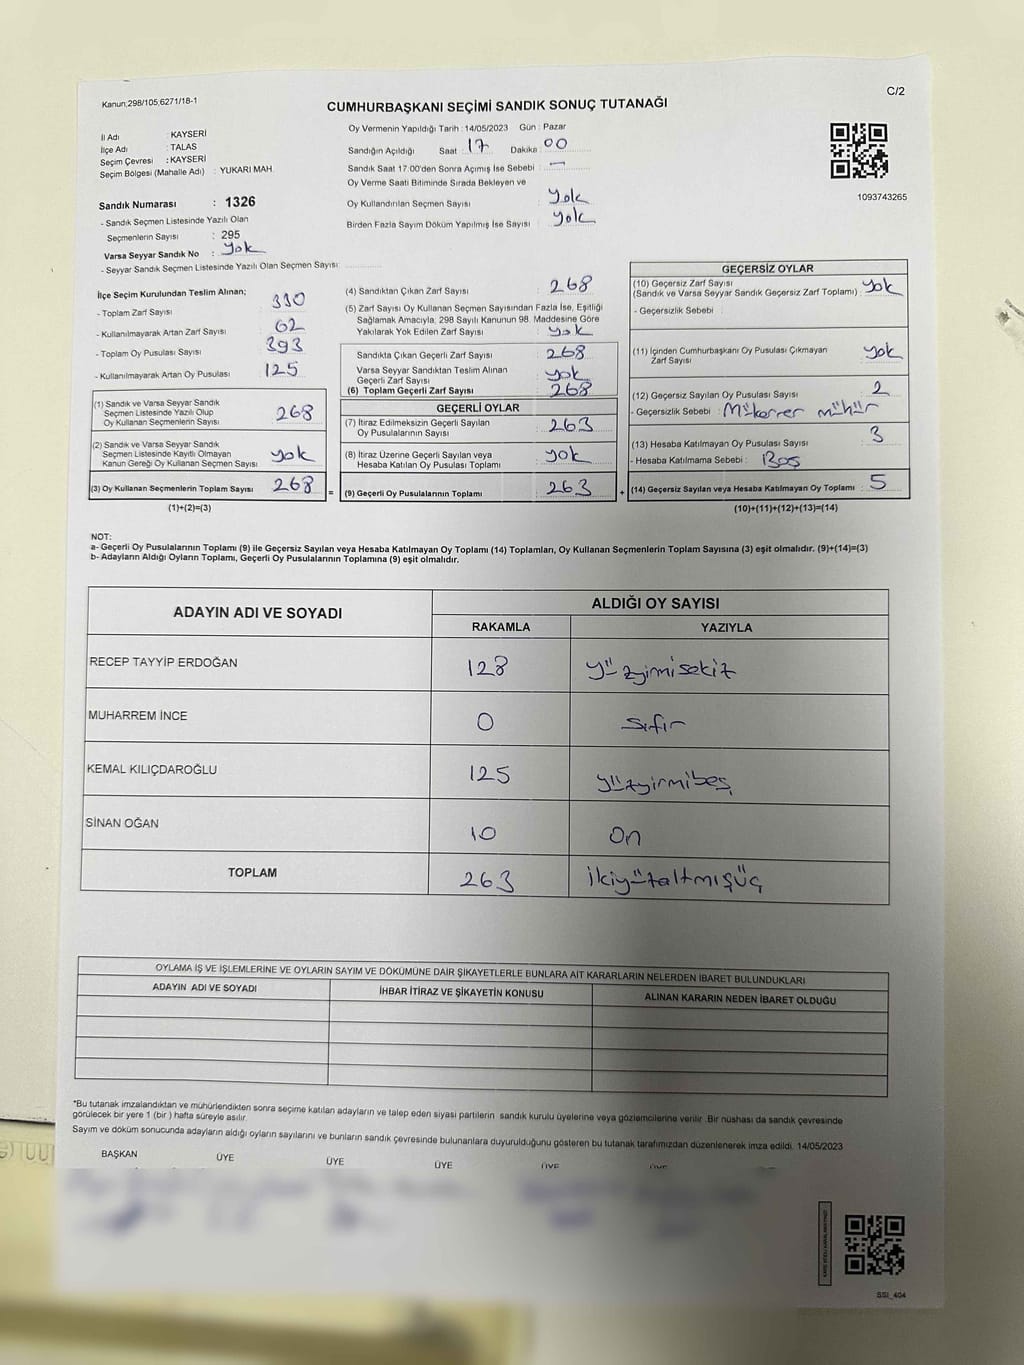 Kanun;298/105,6271/18-1
C/2
CUMHURBAŞKANI SEÇİMİ SANDIK SONUÇ TUTANAĞI
İl Adı : KAYSERİ
İlçe Adı : TALAS
Seçim Çevresi : KAYSERİ
Seçim Bölgesi (Mahalle Adı) : YUKARI MAH.
Sandık Numarası : 1326
- Sandık Seçmen Listesinde Yazılı Olan
Seçmenlerin Sayısı : 295
Varsa Seyyar Sandık No : yok
- Seyyar Sandık Seçmen Listesinde Yazılı Olan Seçmen Sayısı:
Oy Vermenin Yapıldığı Tarih : 14/05/2023 Gün : Pazar
Sandığın Açıldığı Saat : 17 Dakika : 00
Sandık Saat 17:00'den Sonra Açımış İse Sebebi : —
Oy Verme Saati Bitiminde Sırada Bekleyen ve
Oy Kullandırılan Seçmen Sayısı : yok
Birden Fazla Sayım Döküm Yapılmış İse Sayısı : yok
1093743265
İlçe Seçim Kurulundan Teslim Alınan;
- Toplam Zarf Sayısı : 330
- Kullanılmayarak Artan Zarf Sayısı : 62
- Toplam Oy Pusulası Sayısı : 393
- Kullanılmayarak Artan Oy Pusulası : 125
(1) Sandık ve Varsa Seyyar Sandık
Seçmen Listesinde Yazılı Olup
Oy Kullanan Seçmen Sayısı : 268
(2) Sandık ve Varsa Seyyar Sandık
Seçmen Listesinde Kayıtlı Olmayan
Kanun Gereği Oy Kullanan Seçmen Sayısı : yok
(3) Oy Kullanan Seçmenlerin Toplam Sayısı : 268
(1)+(2)=(3)
(4) Sandıktan Çıkan Zarf Sayısı : 268
(5) Zarf Sayısı Oy Kullanan Seçmen Sayısından Fazla İse, Eşitliği
Sağlamak Amacıyla, 298 Sayılı Kanunun 98. Maddesine Göre
Yakılarak Yok Edilen Zarf Sayısı : yok
Sandıkta Çıkan Geçerli Zarf Sayısı : 268
Varsa Seyyar Sandıktan Teslim Alınan
Geçerli Zarf Sayısı : yok
(6) Toplam Geçerli Zarf Sayısı : 268
GEÇERLİ OYLAR
(7) İtiraz Edilmeksizin Geçerli Sayılan
Oy Pusulalarının Sayısı : 263
(8) İtiraz Üzerine Geçerli Sayılan veya
Hesaba Katılan Oy Pusulası Toplamı : yok
= (9) Geçerli Oy Pusulalarının Toplamı : 263 +
GEÇERSİZ OYLAR
(10) Geçersiz Zarf Sayısı
(Sandık ve Varsa Seyyar Sandık Geçersiz Zarf Toplamı) : yok
- Geçersizlik Sebebi :
(11) İçinden Cumhurbaşkanı Oy Pusulası Çıkmayan
Zarf Sayısı : yok
(12) Geçersiz Sayılan Oy Pusulası Sayısı : 2
- Geçersizlik Sebebi : Mükerrer mühür
(13) Hesaba Katılmayan Oy Pusulası Sayısı : 3
- Hesaba Katılmama Sebebi : Boş
(14) Geçersiz Sayılan veya Hesaba Katılmayan Oy Toplamı : 5
(10)+(11)+(12)+(13)=(14)
NOT:
a- Geçerli Oy Pusulalarının Toplamı (9) ile Geçersiz Sayılan veya Hesaba Katılmayan Oy Toplamı (14) Toplamları, Oy Kullanan Seçmenlerin Toplam Sayısına (3) eşit olmalıdır. (9)+(14)=(3)
b- Adayların Aldığı Oyların Toplamı, Geçerli Oy Pusulalarının Toplamına (9) eşit olmalıdır.
ADAYIN ADI VE SOYADI
ALDIĞI OY SAYISI
RAKAMLA YAZIYLA
RECEP TAYYİP ERDOĞAN 128 yüzyimisekiz
MUHARREM İNCE 0 sıfır
KEMAL KILIÇDAROĞLU 125 yüzyirmibeş
SİNAN OĞAN 10 On
TOPLAM 263 ikiyüzaltmışüç
OYLAMA İŞ VE İŞLEMLERİNE VE OYLARIN SAYIM VE DÖKÜMÜNE DAİR ŞİKAYETLERLE BUNLARA AİT KARARLARIN NELERDEN İBARET BULUNDUKLARI
ADAYIN ADI VE SOYADI İHBAR İTİRAZ VE ŞİKAYETİN KONUSU ALINAN KARARIN NEDEN İBARET OLDUĞU
*Bu tutanak imzalandıktan ve mühürlendikten sonra seçime katılan adayların ve talep eden siyasi partilerin sandık kurulu üyelerine veya gözlemcilerine verilir .Bir nüshası da sandık çevresinde
görülecek bir yere 1 (bir ) hafta süreyle asılır.
Sayım ve döküm sonucunda adayların aldığı oyların sayılarını ve bunların sandık çevresinde bulunanlara duyurulduğunu gösteren bu tutanak tarafımızdan düzenlenerek imza edildi. 14/05/2023
BAŞKAN ÜYE ÜYE ÜYE ÜYE ÜYE
SSI_404